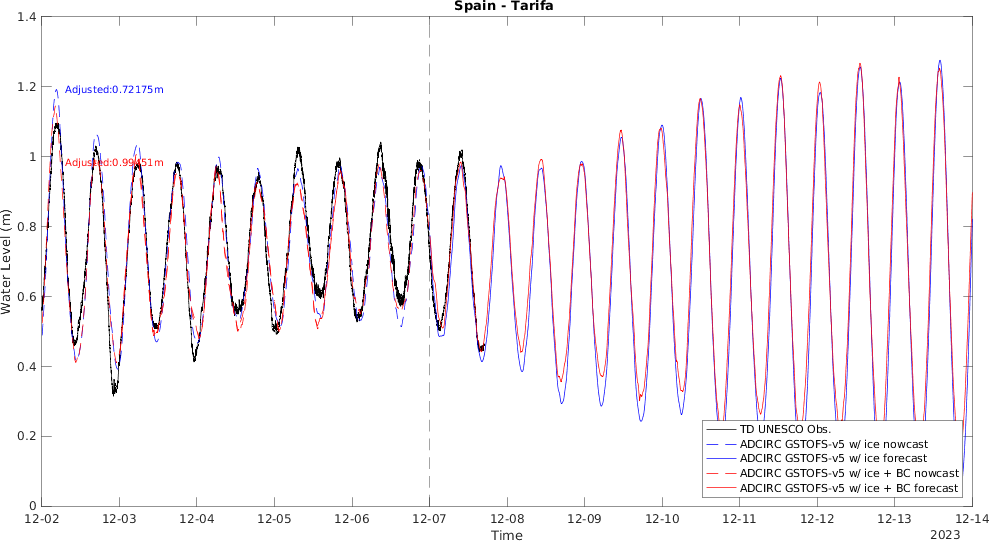 Spain - Tarifa
1.4
1.2
1
0.8
0.6
0.4
0.2
0
Water Level (m)
Adjusted:0.72175m
Adjusted:0.99451m
TD UNESCO Obs.
ADCIRC GSTOFS-v5 w/ ice nowcast
ADCIRC GSTOFS-v5 w/ ice forecast
ADCIRC GSTOFS-v5 w/ ice + BC nowcast
ADCIRC GSTOFS-v5 w/ ice + BC forecast
12-02 12-03 12-04 12-05 12-06 12-07 12-08 12-09 12-10 12-11 12-12 12-13 12-14
Time
2023